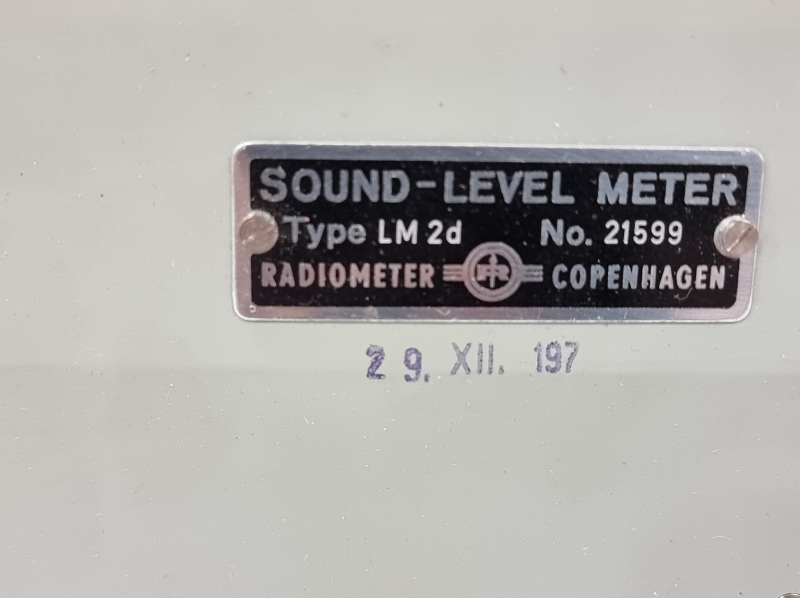 SOUND-LEVEL METER
Type LM 2d No. 21599
RADIOMETER R COPENHAGEN
29. XII. 197